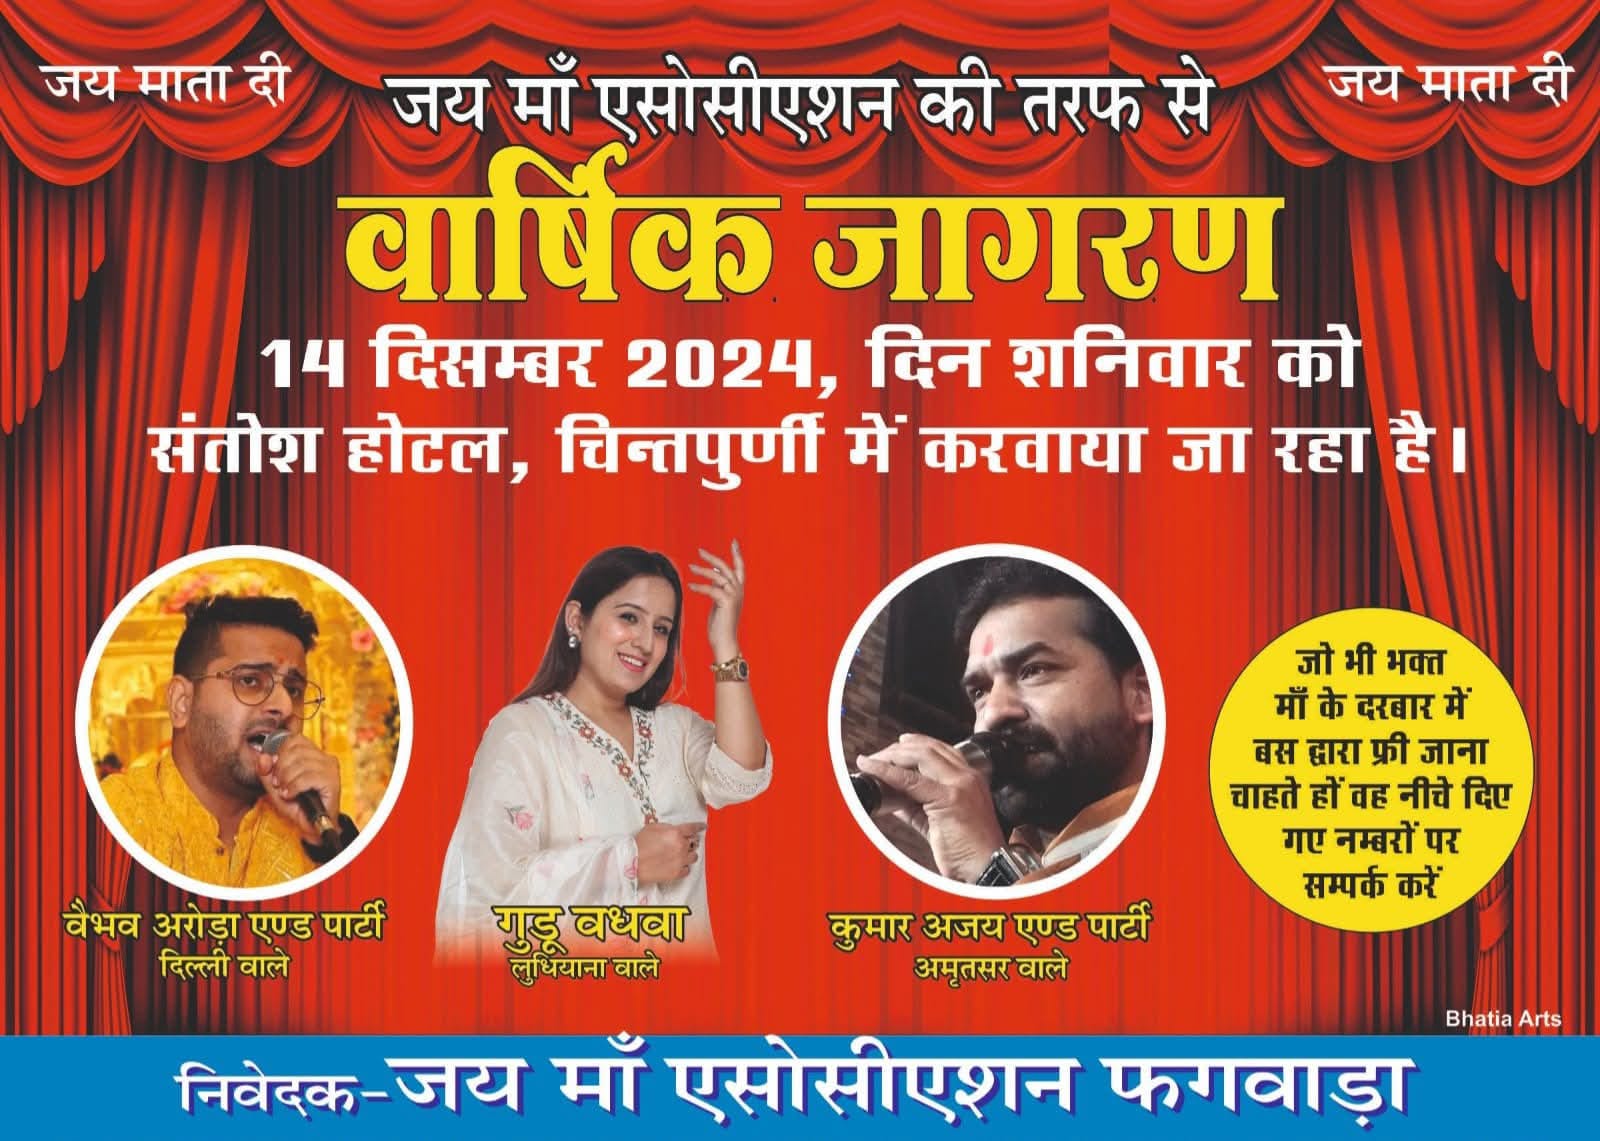 जय माता दी
जय माता दी
जय माँ एसोसीएशन की तरफ से
वार्षिक जागरण
14 दिसम्बर 2024, दिन शनिवार को
संतोश होटल, चिन्तपुर्णी में करवाया जा रहा है।
जो भी भक्त
माँ के दरबार में
बस द्वारा फ्री जाना
चाहते हों वह नीचे दिए
गए नम्बरों पर
सम्पर्क करें
वैभव अरोड़ा एण्ड पार्टी
दिल्ली वाले
गुड्डू वधवा
लुधियाना वाले
कुमार अजय एण्ड पार्टी
अमृतसर वाले
Bhatia Arts
निवेदक-जय माँ एसोसीएशन फगवाड़ा